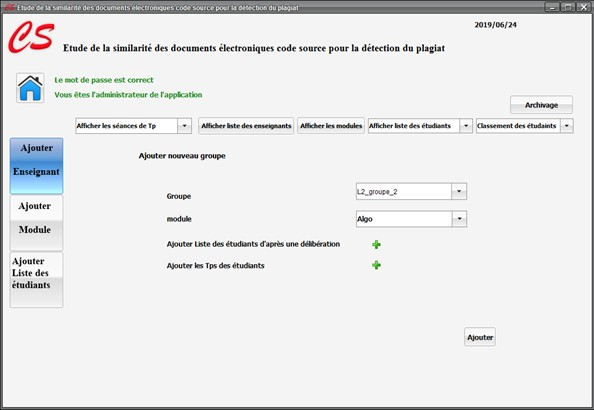 CS Etude de la similarité des documents électroniques code source pour la détection du plagiat
2019/06/24
CS
Etude de la similarité des documents électroniques code source pour la détection du plagiat
Le mot de passe est correct
Vous êtes l'administrateur de l'application
Archivage
Afficher les séances de Tp
Afficher liste des enseignants
Afficher les modules
Afficher liste des étudiants
Classement des étudaints
Ajouter
Enseignant
Ajouter
Module
Ajouter
Liste des
étudiants
Ajouter nouveau groupe
Groupe
L2_groupe_2
module
Algo
Ajouter Liste des étudiants d'après une délibération
Ajouter les Tps des étudiants
Ajouter